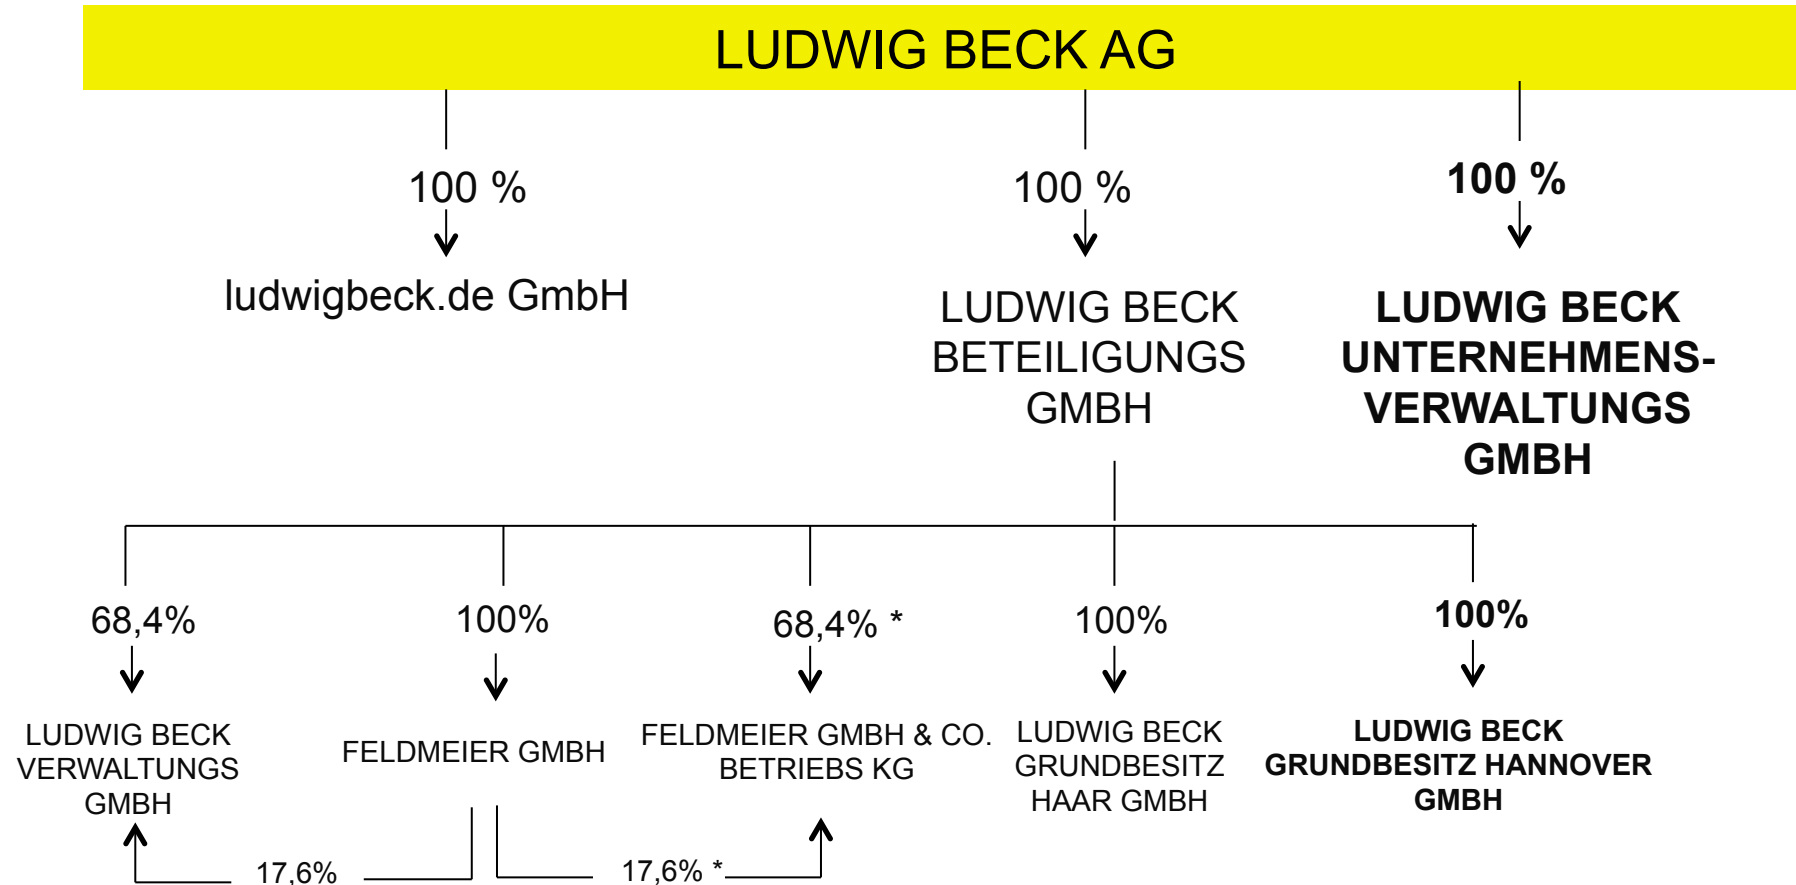 LUDWIG BECK AG
100 %
100 %
100 %
ludwigbeck.de GmbH
LUDWIG BECK
BETEILIGUNGS
GMBH
LUDWIG BECK
UNTERNEHMENS-
VERWALTUNGS
GMBH
68,4%
100%
68,4% *
100%
100%
LUDWIG BECK
VERWALTUNGS
GMBH
FELDMEIER GMBH
FELDMEIER GMBH & CO.
BETRIEBS KG
LUDWIG BECK
GRUNDBESITZ
HAAR GMBH
LUDWIG BECK
GRUNDBESITZ HANNOVER
GMBH
17,6%
17,6% *